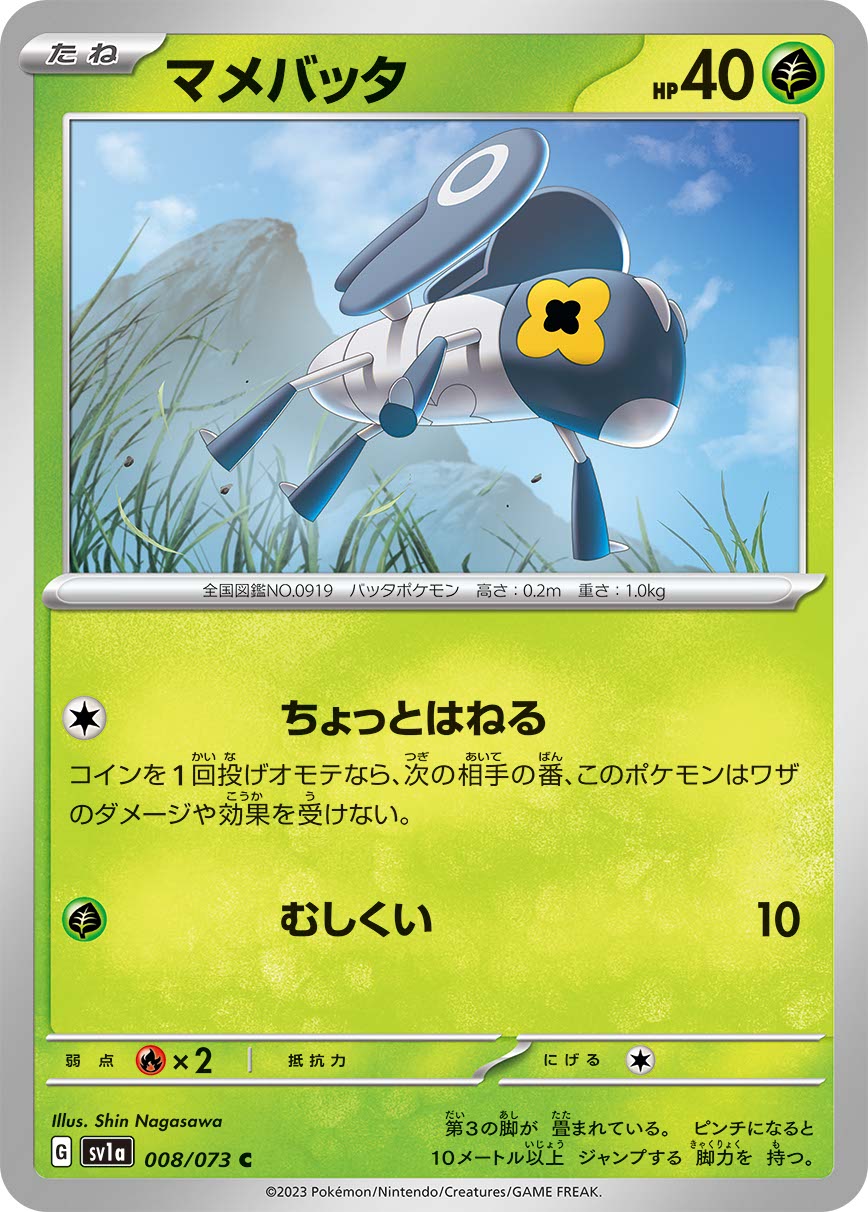 たね マメバッタ HP40
全国図鑑NO.0919 バッタポケモン 高さ:0.2m 重さ:1.0kg
ちょっとはねる
コインを1回投げオモテなら、次の相手の番、このポケモンはワザ
のダメージや効果を受けない。
むしくい 10
弱点 ×2 抵抗力 にげる
Illus. Shin Nagasawa
G sv1a 008/073 C
第3の脚が 畳まれている。 ピンチになると
10メートル以上 ジャンプする 脚力を 持つ。
©2023 Pokémon/Nintendo/Creatures/GAME FREAK.